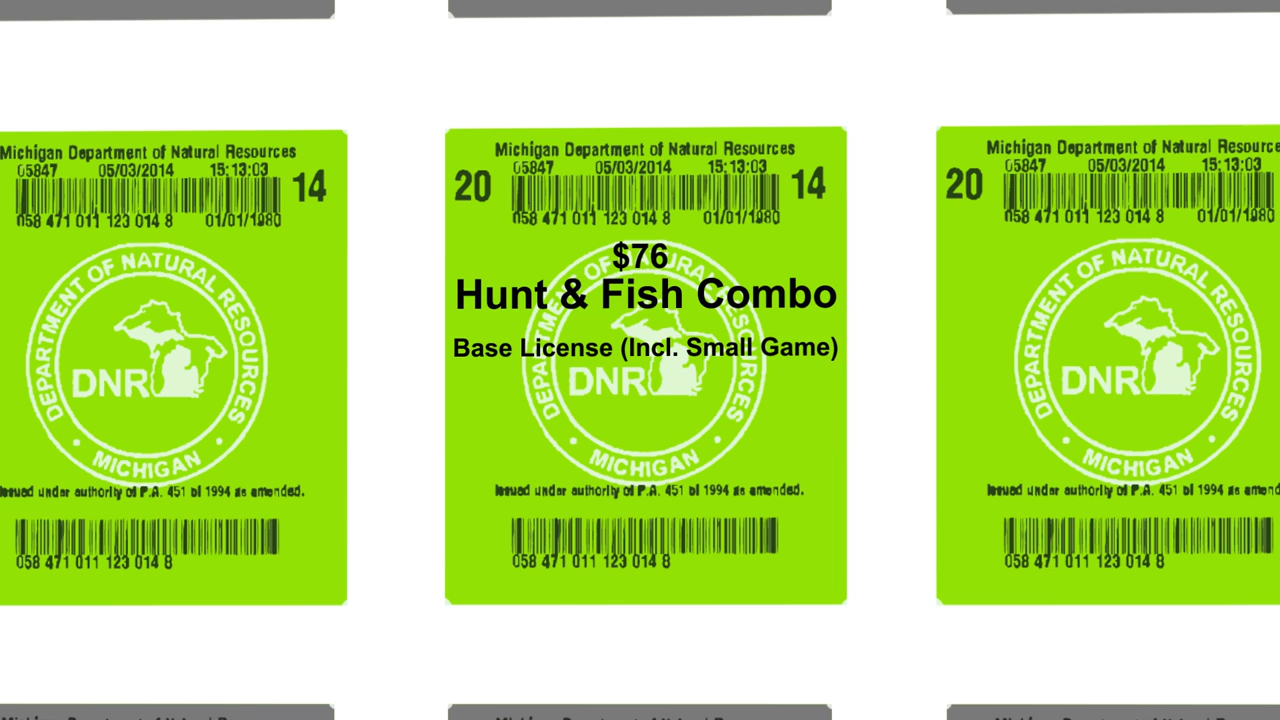 Michigan Department of Natural Resources
05847 05/03/2014 15:13:03
14
058 471 011 123 014 8 01/01/1980
DEPARTMENT OF NATURAL RESOURCES
DNR
• MICHIGAN •
Issued under authority of P.A. 451 of 1994 as amended.
058 471 011 123 014 8
Michigan Department of Natural Resources
05847 05/03/2014 15:13:03
20 14
058 471 011 123 014 8 01/01/1980
$76
Hunt & Fish Combo
Base License (Incl. Small Game)
DEPARTMENT OF NATURAL RESOURCES
DNR
• MICHIGAN •
Issued under authority of P.A. 451 of 1994 as amended.
058 471 011 123 014 8
Michigan Department of Natural Resource
05847 05/03/2014 15:13:03
20
058 471 011 123 014 8 01/01/1980
DEPARTMENT OF NATURAL RESOURCES
DNR
• MICHIGAN •
Issued under authority of P.A. 451 of 1994 as amend
058 471 011 123 014 8